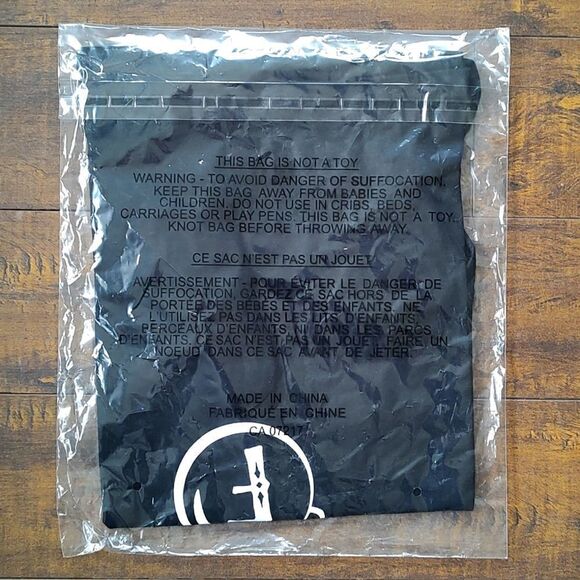 THIS BAG IS NOT A TOY
WARNING - TO AVOID DANGER OF SUFFOCATION,
KEEP THIS BAG AWAY FROM BABIES AND
CHILDREN. DO NOT USE IN CRIBS, BEDS,
CARRIAGES OR PLAY PENS. THIS BAG IS NOT A TOY.
KNOT BAG BEFORE THROWING AWAY.
CE SAC N'EST PAS UN JOUET
AVERTISSEMENT - POUR ÉVITER LE DANGER DE
SUFFOCATION, GARDEZ CE SAC HORS DE LA
PORTÉE DES BÉBÉS ET DES ENFANTS. NE
L'UTILISEZ PAS DANS LES LITS D'ENFANTS,
BERCEAUX D'ENFANTS, NI DANS LES PARCS
D'ENFANTS. CE SAC N'EST PAS UN JOUET. FAIRE UN
NOEUD DANS CE SAC AVANT DE JETER.
MADE IN CHINA
FABRIQUÉ EN CHINE
CA 07217